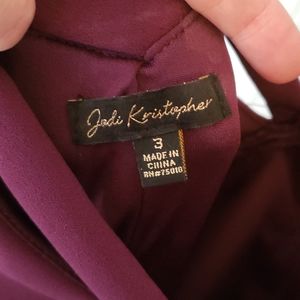 Jodi Kristopher
3
MADE IN
CHINA
RN#75010